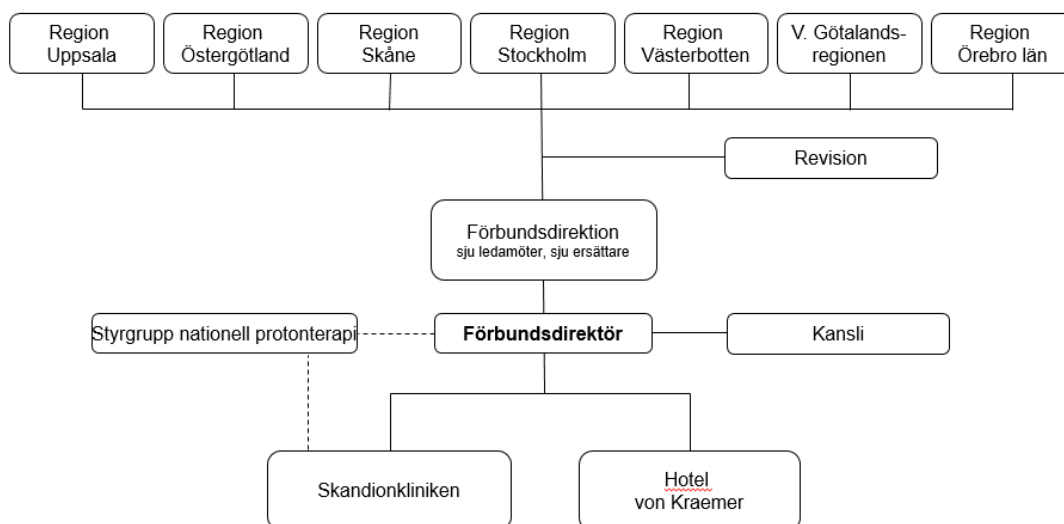 Region
Uppsala
Region
Östergötland
Region
Skåne
Region
Stockholm
Region
Västerbotten
V. Götalands-
regionen
Region
Örebro län
Revision
Förbundsdirektion
sju ledamöter, sju ersättare
Styrgrupp nationell protonterapi
Förbundsdirektör
Kansli
Skandionkliniken
Hotel
von Kraemer